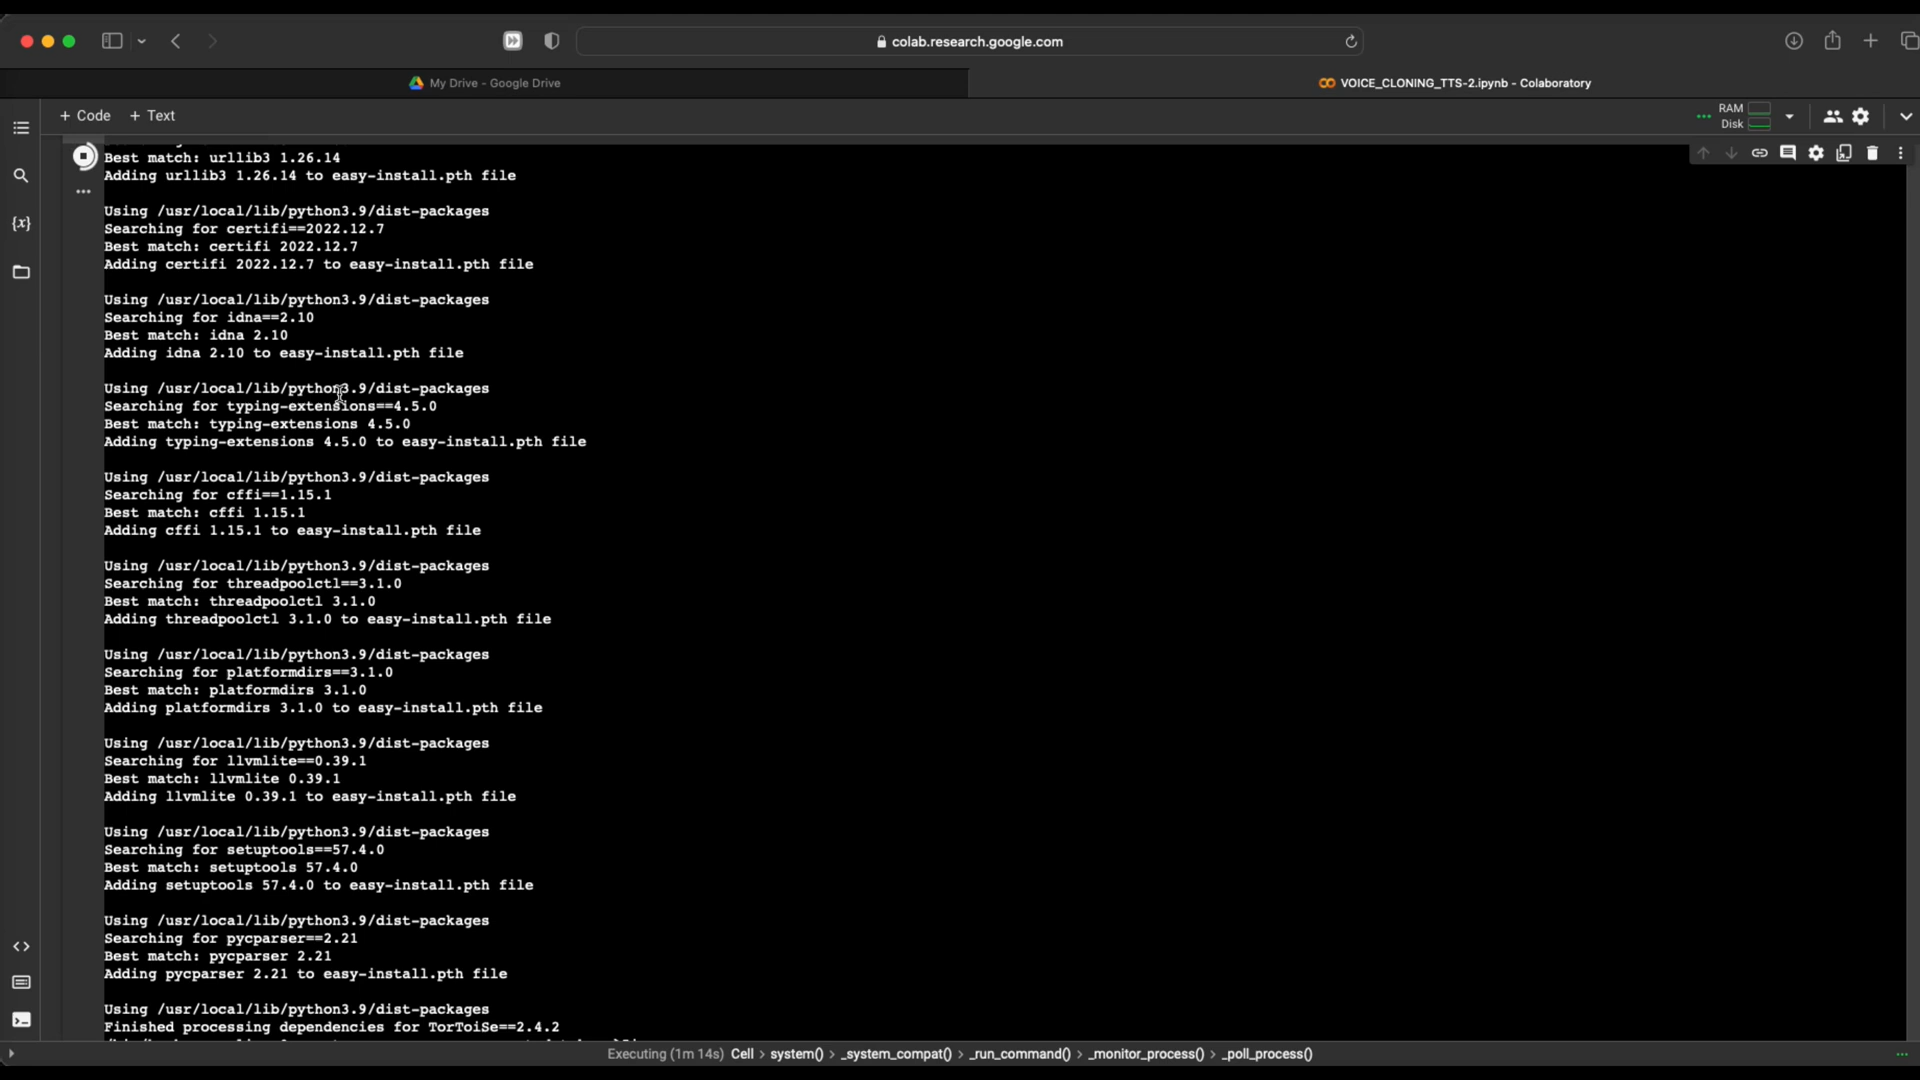 colab.research.google.com
My Drive - Google Drive
VOICE_CLONING_TTS-2.ipynb - Colaboratory
+ Code + Text
RAM
Disk
Best match: urllib3 1.26.14
Adding urllib3 1.26.14 to easy-install.pth file
Using /usr/local/lib/python3.9/dist-packages
Searching for certifi==2022.12.7
Best match: certifi 2022.12.7
Adding certifi 2022.12.7 to easy-install.pth file
Using /usr/local/lib/python3.9/dist-packages
Searching for idna==2.10
Best match: idna 2.10
Adding idna 2.10 to easy-install.pth file
Using /usr/local/lib/python3.9/dist-packages
Searching for typing-extensions==4.5.0
Best match: typing-extensions 4.5.0
Adding typing-extensions 4.5.0 to easy-install.pth file
Using /usr/local/lib/python3.9/dist-packages
Searching for cffi==1.15.1
Best match: cffi 1.15.1
Adding cffi 1.15.1 to easy-install.pth file
Using /usr/local/lib/python3.9/dist-packages
Searching for threadpoolctl==3.1.0
Best match: threadpoolctl 3.1.0
Adding threadpoolctl 3.1.0 to easy-install.pth file
Using /usr/local/lib/python3.9/dist-packages
Searching for platformdirs==3.1.0
Best match: platformdirs 3.1.0
Adding platformdirs 3.1.0 to easy-install.pth file
Using /usr/local/lib/python3.9/dist-packages
Searching for llvmlite==0.39.1
Best match: llvmlite 0.39.1
Adding llvmlite 0.39.1 to easy-install.pth file
Using /usr/local/lib/python3.9/dist-packages
Searching for setuptools==57.4.0
Best match: setuptools 57.4.0
Adding setuptools 57.4.0 to easy-install.pth file
Using /usr/local/lib/python3.9/dist-packages
Searching for pycparser==2.21
Best match: pycparser 2.21
Adding pycparser 2.21 to easy-install.pth file
Using /usr/local/lib/python3.9/dist-packages
Finished processing dependencies for TorToiSe==2.4.2
Executing (1m 14s) Cell > system() > _system_compat() > _run_command() > _monitor_process() > _poll_process()